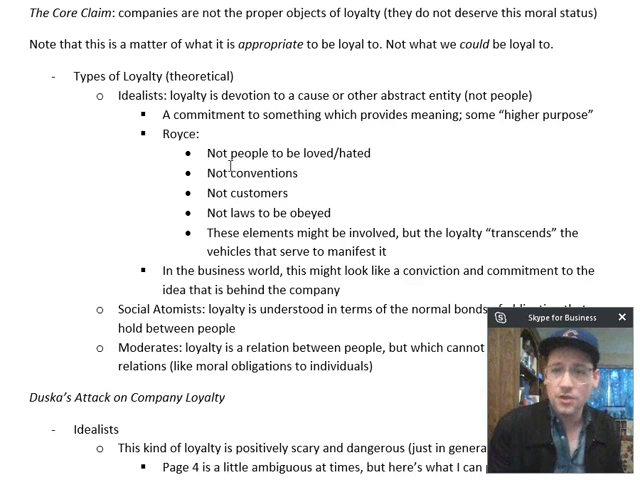 The Core Claim: companies are not the proper objects of loyalty (they do not deserve this moral status)
Note that this is a matter of what it is appropriate to be loyal to. Not what we could be loyal to.
- Types of Loyalty (theoretical)
o Idealists: loyalty is devotion to a cause or other abstract entity (not people)
▪ A commitment to something which provides meaning; some “higher purpose”
▪ Royce:
• Not people to be loved/hated
• Not conventions
• Not customers
• Not laws to be obeyed
• These elements might be involved, but the loyalty “transcends” the
vehicles that serve to manifest it
▪ In the business world, this might look like a conviction and commitment to the
idea that is behind the company
o Social Atomists: loyalty is understood in terms of the normal bonds
hold between people
Skype for Business
o Moderates: loyalty is a relation between people, but which cannot
relations (like moral obligations to individuals)
Duska’s Attack on Company Loyalty
- Idealists
o This kind of loyalty is positively scary and dangerous (just in genera
▪ Page 4 is a little ambiguous at times, but here’s what I can